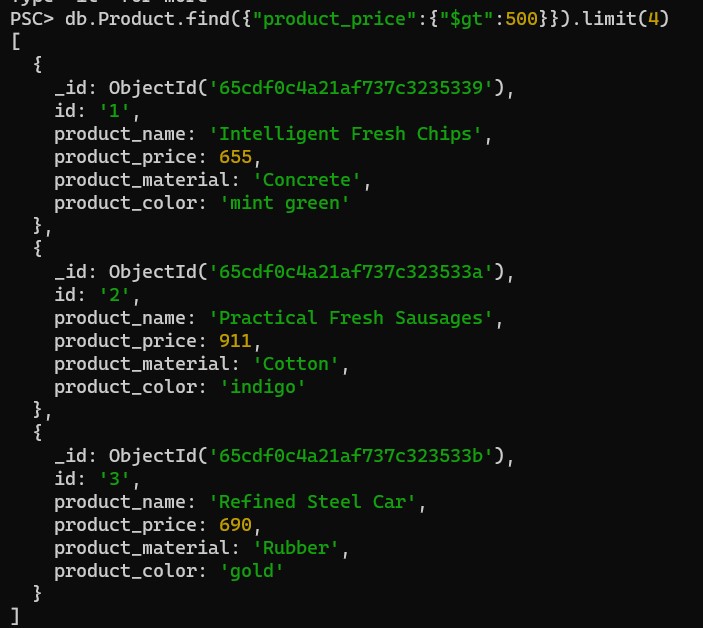 PSC> db.Product.find({"product_price":{"$gt":500}}).limit(4)
[
  {
    _id: ObjectId('65cdf0c4a21af737c3235339'),
    id: '1',
    product_name: 'Intelligent Fresh Chips',
    product_price: 655,
    product_material: 'Concrete',
    product_color: 'mint green'
  },
  {
    _id: ObjectId('65cdf0c4a21af737c323533a'),
    id: '2',
    product_name: 'Practical Fresh Sausages',
    product_price: 911,
    product_material: 'Cotton',
    product_color: 'indigo'
  },
  {
    _id: ObjectId('65cdf0c4a21af737c323533b'),
    id: '3',
    product_name: 'Refined Steel Car',
    product_price: 690,
    product_material: 'Rubber',
    product_color: 'gold'
  }
]